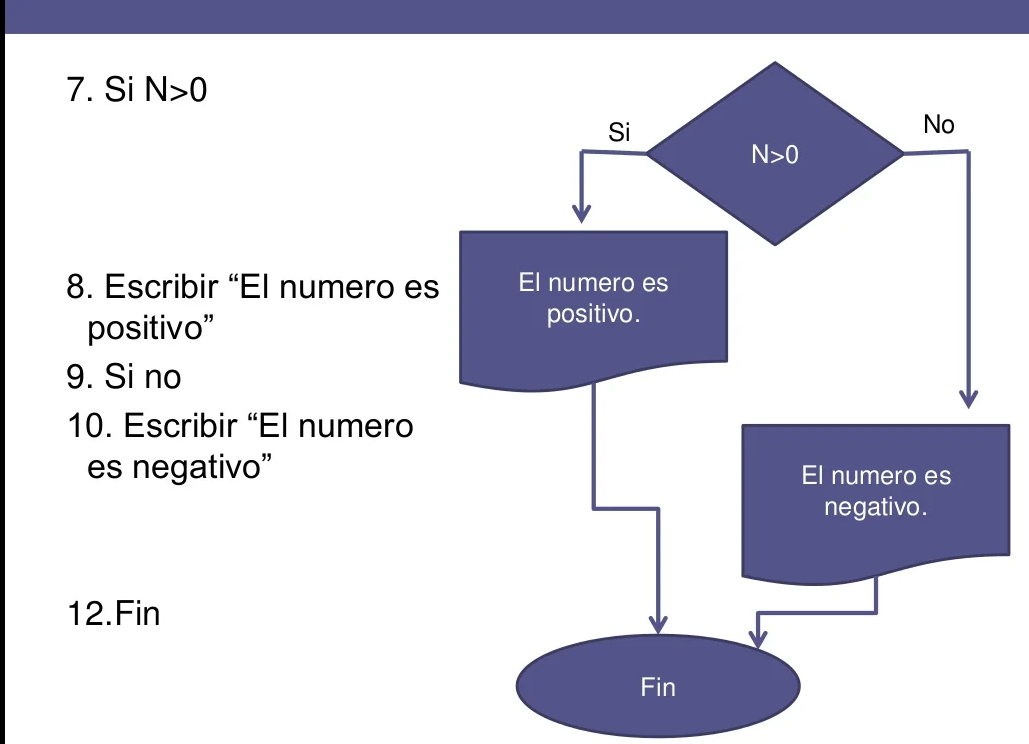 7. Si N>0
8. Escribir “El numero es
positivo”
9. Si no
10. Escribir “El numero
es negativo”
12.Fin
Si
No
N>0
El numero es
positivo.
El numero es
negativo.
Fin